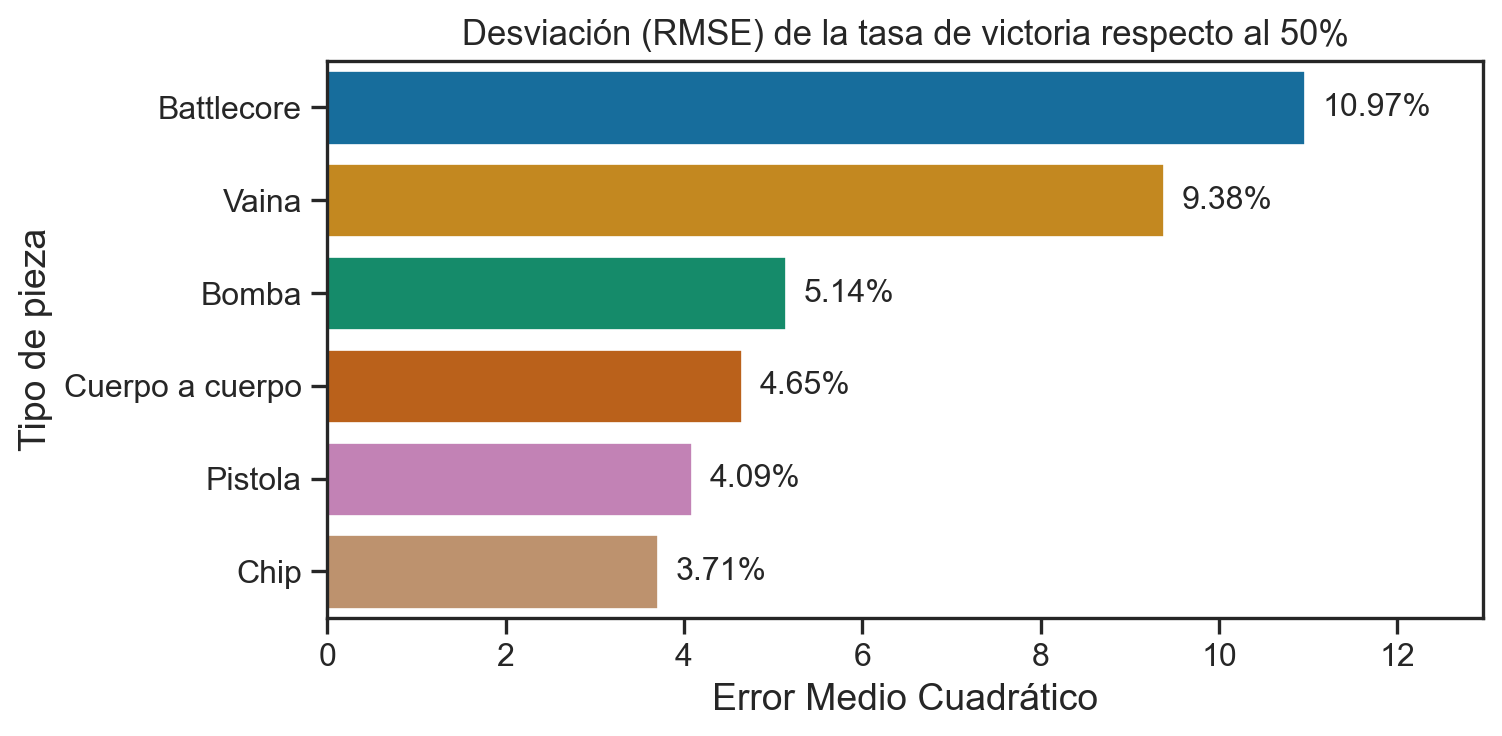 Desviación (RMSE) de la tasa de victoria respecto al 50%
Tipo de pieza
Battlecore
10.97%
Vaina
9.38%
Bomba
5.14%
Cuerpo a cuerpo
4.65%
Pistola
4.09%
Chip
3.71%
0 2 4 6 8 10 12
Error Medio Cuadrático